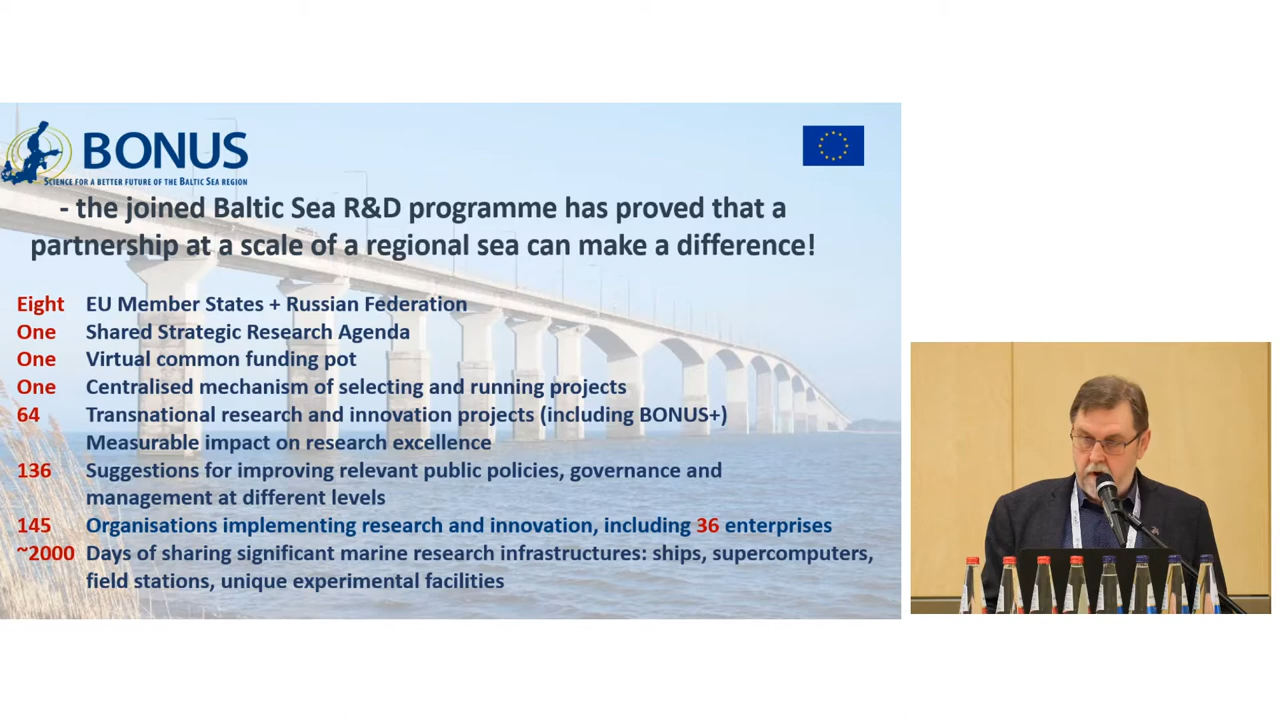 BONUS
SCIENCE FOR A BETTER FUTURE OF THE BALTIC SEA REGION
- the joined Baltic Sea R&D programme has proved that a
partnership at a scale of a regional sea can make a difference!
Eight EU Member States + Russian Federation
One Shared Strategic Research Agenda
One Virtual common funding pot
One Centralised mechanism of selecting and running projects
64 Transnational research and innovation projects (including BONUS+)
Measurable impact on research excellence
136 Suggestions for improving relevant public policies, governance and
management at different levels
145 Organisations implementing research and innovation, including 36 enterprises
~2000 Days of sharing significant marine research infrastructures: ships, supercomputers,
field stations, unique experimental facilities